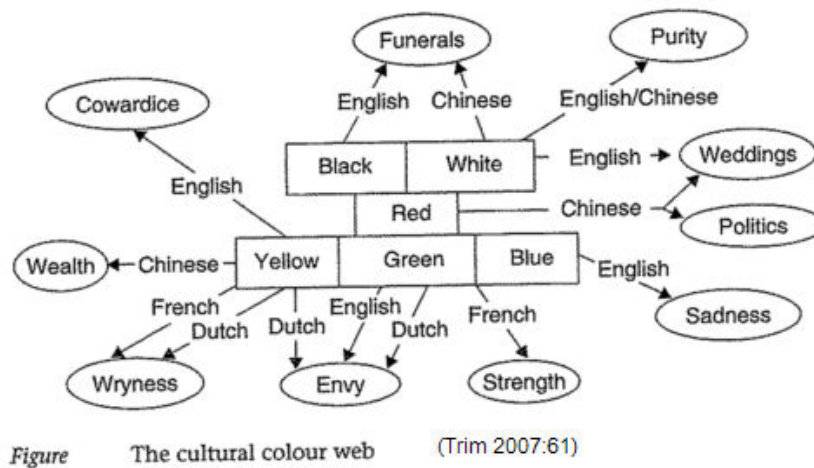 Funerals
Purity
Cowardice
English
Chinese
English/Chinese
Black
White
English
Weddings
English
Red
Chinese
Politics
Wealth
Chinese
Yellow
Green
Blue
English
French
Dutch
Dutch
English
Dutch
French
Sadness
Wryness
Envy
Strength
Figure The cultural colour web (Trim 2007:61)